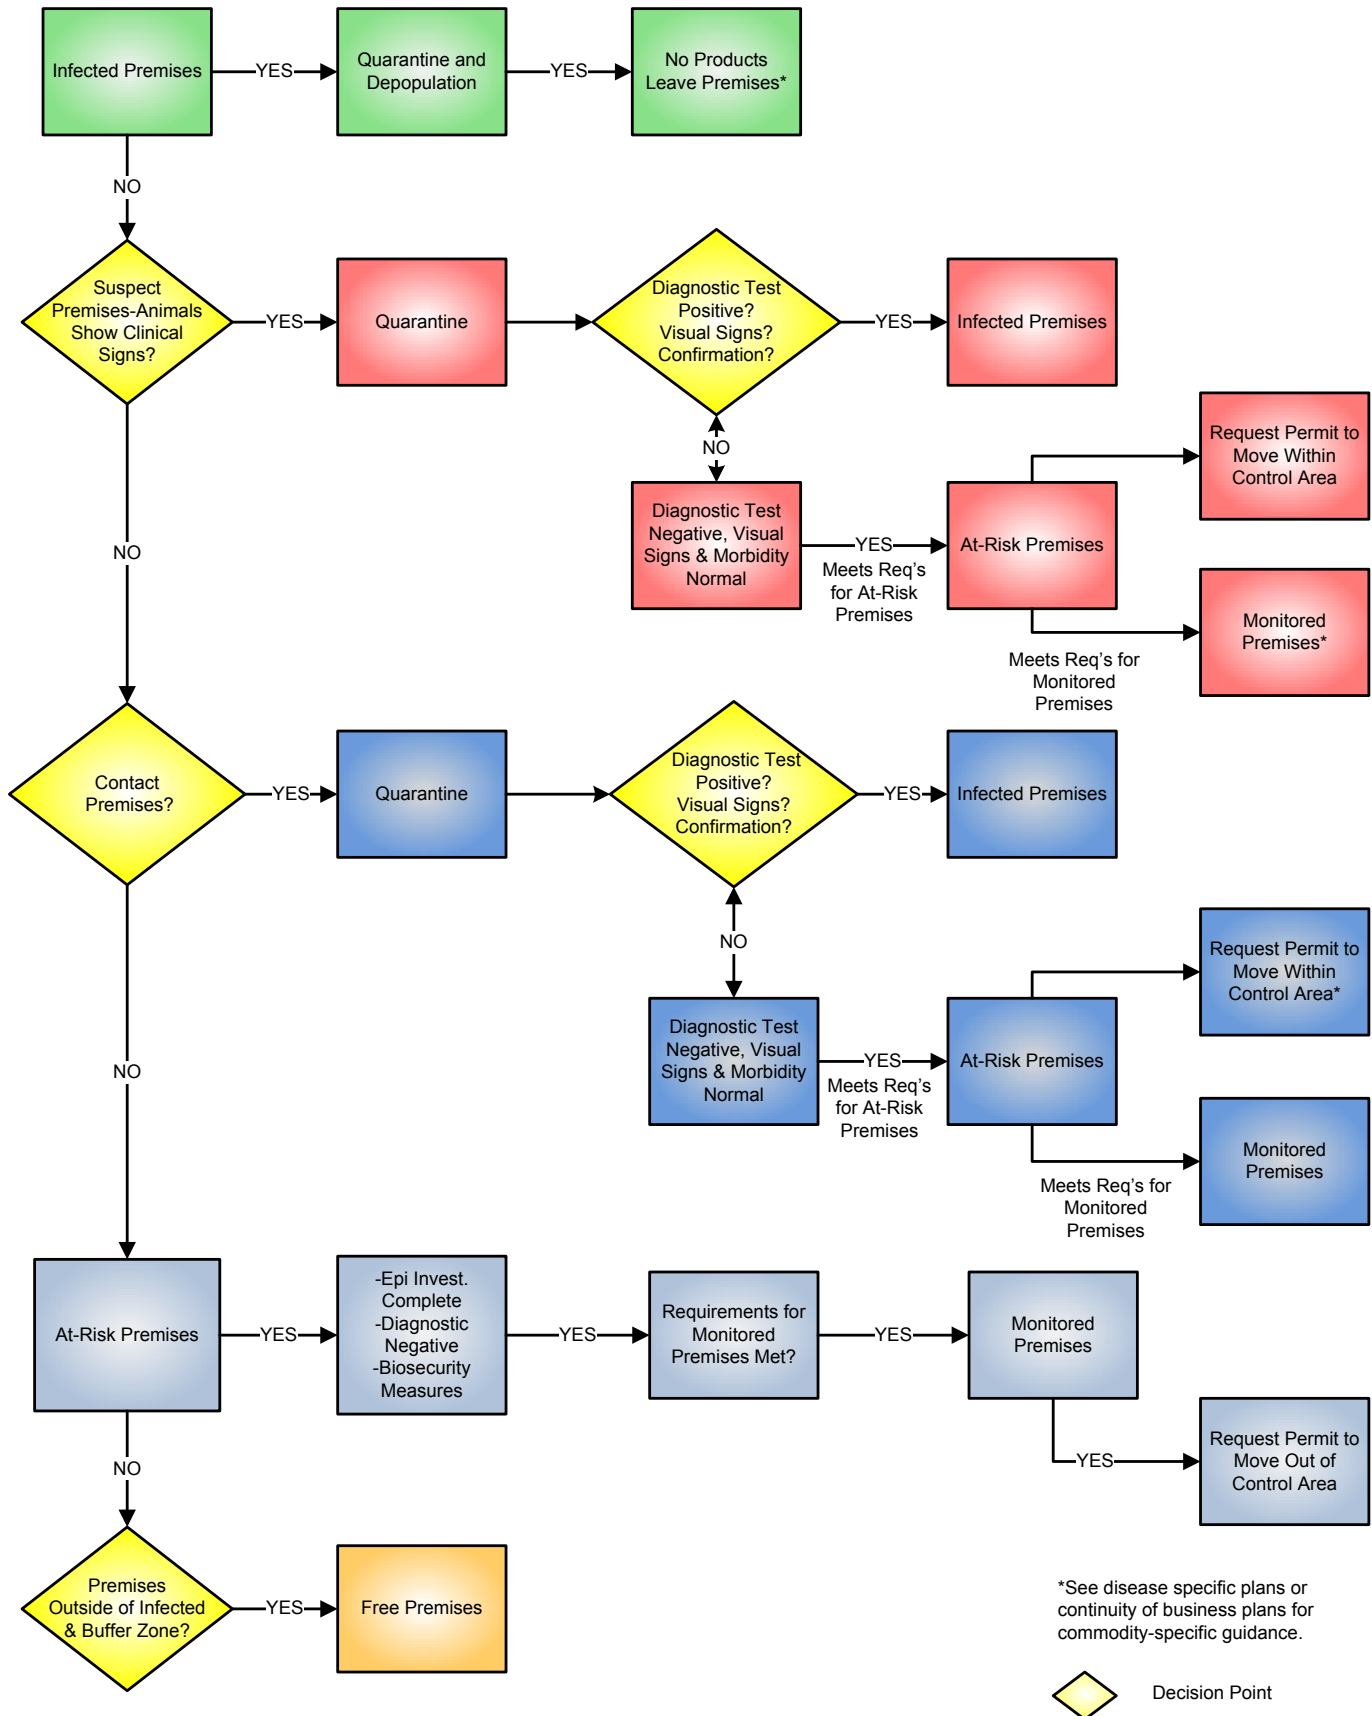 Infected Premises
YES
Quarantine and
Depopulation
YES
No Products
Leave Premises*
NO
Suspect
Premises-Animals
Show Clinical
Signs?
YES
Quarantine
Diagnostic Test
Positive?
Visual Signs?
Confirmation?
YES
Infected Premises
NO
Diagnostic Test
Negative, Visual
Signs & Morbidity
Normal
YES
Meets Req's
for At-Risk
Premises
At-Risk Premises
Request Permit to
Move Within
Control Area
Meets Req's for
Monitored
Premises
Monitored
Premises*
NO
Contact
Premises?
YES
Quarantine
Diagnostic Test
Positive?
Visual Signs?
Confirmation?
YES
Infected Premises
NO
Diagnostic Test
Negative, Visual
Signs & Morbidity
Normal
YES
Meets Req's
for At-Risk
Premises
At-Risk Premises
Request Permit to
Move Within
Control Area*
Meets Req's for
Monitored
Premises
Monitored
Premises
NO
At-Risk Premises
YES
-Epi Invest.
Complete
-Diagnostic
Negative
-Biosecurity
Measures
YES
Requirements for
Monitored
Premises Met?
YES
Monitored
Premises
YES
Request Permit to
Move Out of
Control Area
NO
Premises
Outside of Infected
& Buffer Zone?
YES
Free Premises
*See disease specific plans or
continuity of business plans for
commodity-specific guidance.
Decision Point